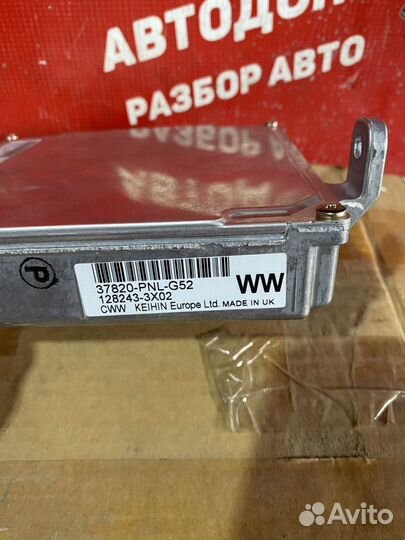 АВТОДО
РАЗБОР АВТО
P
37820-PNL-G52
128243-3X02
CWW KEIHIN Europe Ltd. MADE IN UK
WW
Avito